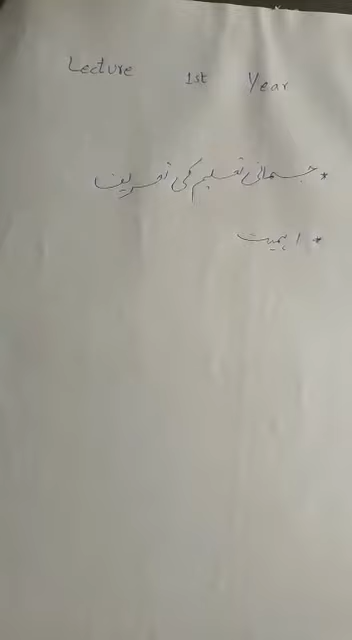 Lecture 1st Year
* جسمانی تعلیم کی تعریف
* اہمیت